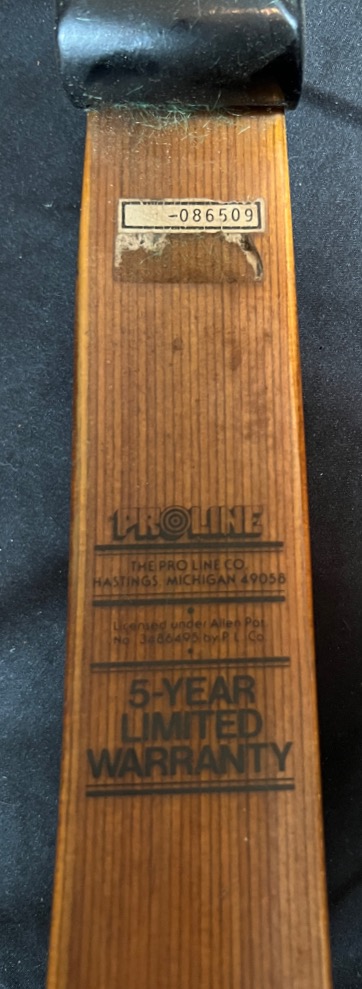 -086509
PROLINE
THE PRO LINE CO.
HASTINGS, MICHIGAN 49058
Licensed under Allen Pat.
No. 3486495 by P. L. Co.
5-YEAR
LIMITED
WARRANTY